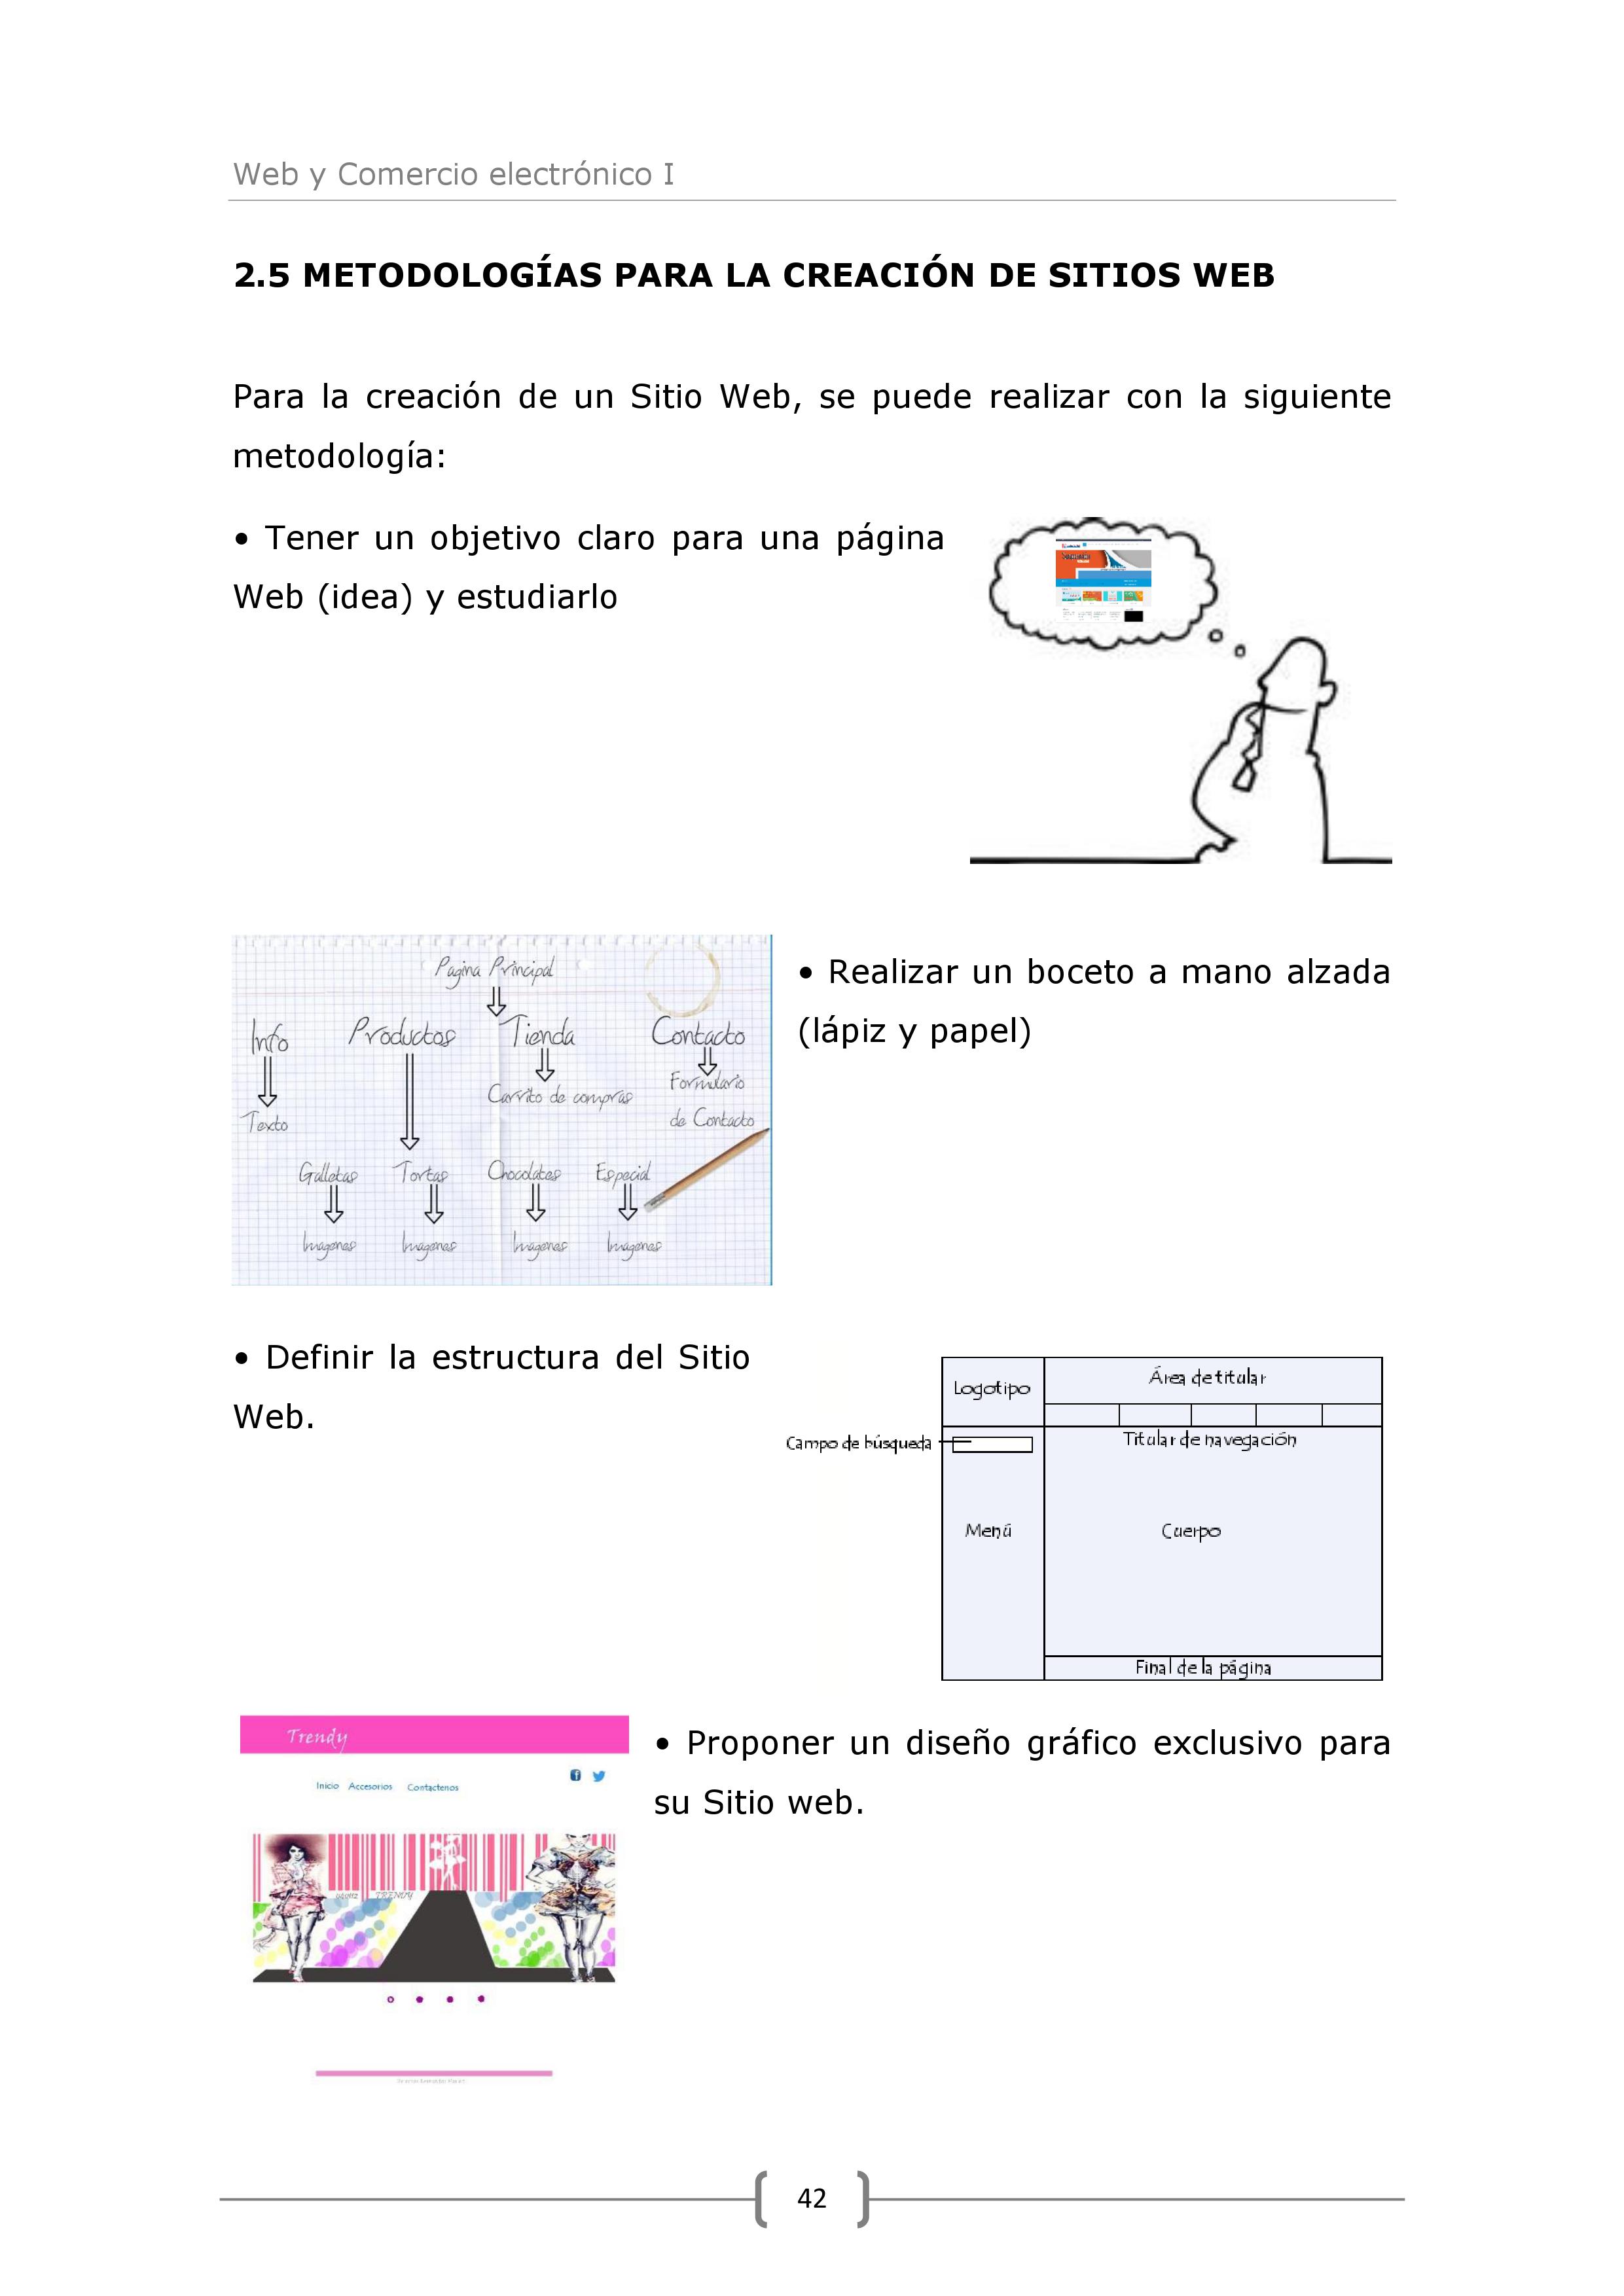 Web y Comercio electrónico I
2.5 METODOLOGÍAS PARA LA CREACIÓN DE SITIOS WEB
Para la creación de un Sitio Web, se puede realizar con la siguiente
metodología:
• Tener un objetivo claro para una página
Web (idea) y estudiarlo
Pagina Principal
Info Productos Tienda Contacto
Carrito de compras
Formulario
de Contacto
Texto
Galletas Tortas Chocolates Especial
Imagenes Imagenes Imagenes Imagenes
• Realizar un boceto a mano alzada
(lápiz y papel)
• Definir la estructura del Sitio
Web.
Logotipo
Área de titular
Campo de búsqueda
Titular de navegación
Menú
Cuerpo
Final de la página
Trendy
Inicio Accesorios Contactenos
TRENDY
• Proponer un diseño gráfico exclusivo para
su Sitio web.
42